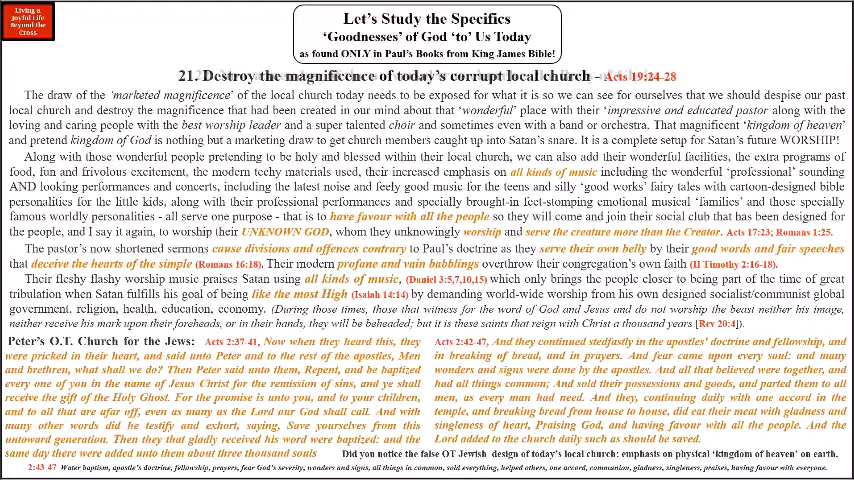 Living a
Joyful Life
Beyond the
Cross
Let's Study the Specifics
'Goodnesses' of God 'to' Us Today
as found ONLY in Paul's Books from King James Bible!
21. Destroy the magnificence of today's corrupt local church - Acts 19:24-28
The draw of the 'marketed magnificence' of the local church today needs to be exposed for what it is so we can see for ourselves that we should despise our past
local church and destroy the magnificence that had been created in our mind about that 'wonderful' place with their 'impressive and educated pastor along with the
loving and caring people with the best worship leader and a super talented choir and sometimes even with a band or orchestra. That magnificent 'kingdom of heaven'
and pretend kingdom of God is nothing but a marketing draw to get church members caught up into Satan's snare. It is a complete setup for Satan's future WORSHIP!
Along with those wonderful people pretending to be holy and blessed within their local church, we can also add their wonderful facilities, the extra programs of
food, fun and frivolous excitement, the modern techy materials used, their increased emphasis on all kinds of music including the wonderful 'professional' sounding
AND looking performances and concerts, including the latest noise and feely good music for the teens and silly 'good works' fairy tales with cartoon-designed bible
personalities for the little kids, along with their professional performances and specially brought-in feet-stomping emotional musical 'families' and those specially
famous worldly personalities - all serve one purpose - that is to have favour with all the people so they will come and join their social club that has been designed for
the people, and I say it again, to worship their UNKNOWN GOD, whom they unknowingly worship and serve the creature more than the Creator. Acts 17:23; Romans 1:25.
The pastor's now shortened sermons cause divisions and offences contrary to Paul's doctrine as they serve their own belly by their good words and fair speeches
that deceive the hearts of the simple (Romans 16:18). Their modern profane and vain babblings overthrow their congregation's own faith (II Timothy 2:16-18).
Their fleshy flashy worship music praises Satan using all kinds of music, (Daniel 3:5,7,10,15) which only brings the people closer to being part of the time of great
tribulation when Satan fulfills his goal of being like the most High (Isaiah 14:14) by demanding world-wide worship from his own designed socialist/communist global
government, religion, health, education, economy. (During those times, those that witness for the word of God and Jesus and do not worship the beast neither his image,
neither receive his mark upon their foreheads, or in their hands, they will be beheaded; but it is these saints that reign with Christ a thousand years [Rev 20:4]).
Peter's O.T. Church for the Jews: Acts 2:37-41, Now when they heard this, they
were pricked in their heart, and said unto Peter and to the rest of the apostles, Men
and brethren, what shall we do? Then Peter said unto them, Repent, and be baptized
every one of you in the name of Jesus Christ for the remission of sins, and ye shall
receive the gift of the Holy Ghost. For the promise is unto you, and to your children,
and to all that are afar off, even as many as the Lord our God shall call. And with
many other words did he testify and exhort, saying, Save yourselves from this
untoward generation. Then they that gladly received his word were baptized: and the
same day there were added unto them about three thousand souls
Acts 2:42-47, And they continued stedfastly in the apostles' doctrine and fellowship, and
in breaking of bread, and in prayers. And fear came upon every soul: and many
wonders and signs were done by the apostles. And all that believed were together, and
had all things common; And sold their possessions and goods, and parted them to all
men, as every man had need. And they, continuing daily with one accord in the
temple, and breaking bread from house to house, did eat their meat with gladness and
singleness of heart, Praising God, and having favour with all the people. And the
Lord added to the church daily such as should be saved.
Did you notice the false OT Jewish design of today's local church: emphasis on physical 'kingdom of heaven' on earth.
2:43-47 Water baptism, apostle's doctrine, fellowship, prayers, fear God's severity, wonders and signs, all things in common, sold everything, helped others, one accord, communion, gladness, singleness, praises, having favour with everyone.